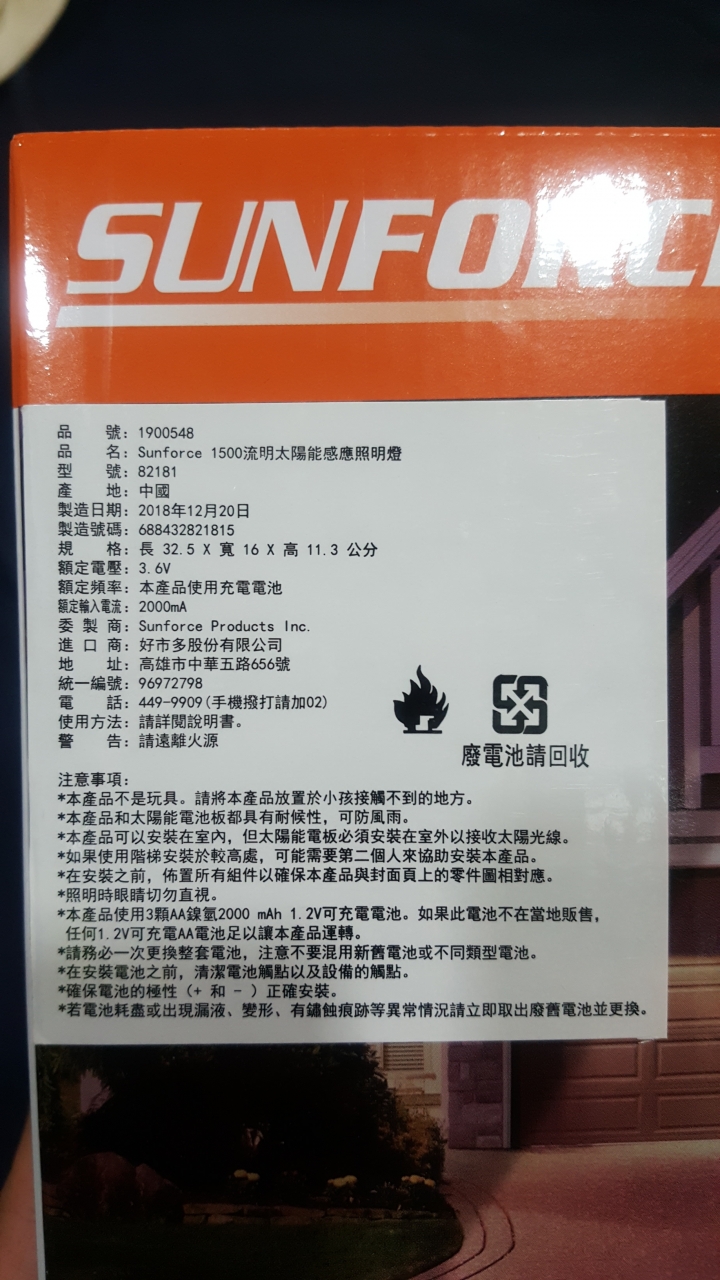 SUNFORCE
品 號: 1900548
品 名: Sunforce 1500流明太陽能感應照明燈
型 號: 82181
產 地: 中國
製造日期: 2018年12月20日
製造號碼: 688432821815
規 格: 長 32.5 X 寬 16 X 高 11.3 公分
額定電壓: 3.6V
額定頻率: 本產品使用充電電池
額定輸入電流: 2000mA
委 製 商: Sunforce Products Inc.
進 口 商: 好市多股份有限公司
地 址: 高雄市中華五路656號
統一編號: 96972798
電 話: 449-9909(手機撥打請加02)
使用方法: 請詳閱說明書。
警 告: 請遠離火源
廢電池請回收
注意事項:
*本產品不是玩具。請將本產品放置於小孩接觸不到的地方。
*本產品和太陽能電池板都具有耐候性，可防風雨。
*本產品可以安裝在室內，但太陽能電板必須安裝在室外以接收太陽光線。
*如果使用階梯安裝於較高處，可能需要第二個人來協助安裝本產品。
*在安裝之前，佈置所有組件以確保本產品與封面頁上的零件圖相對應。
*照明時眼睛切勿直視。
*本產品使用3顆AA鎳氫2000 mAh 1.2V可充電電池。如果此電池不在當地販售，
任何1.2V可充電AA電池足以讓本產品運轉。
*請務必一次更換整套電池，注意不要混用新舊電池或不同類型電池。
*在安裝電池之前，清潔電池觸點以及設備的觸點。
*確保電池的極性（+ 和 - ）正確安裝。
*若電池耗盡或出現漏液、變形、有鏽蝕痕跡等異常情況請立即取出廢舊電池並更換。